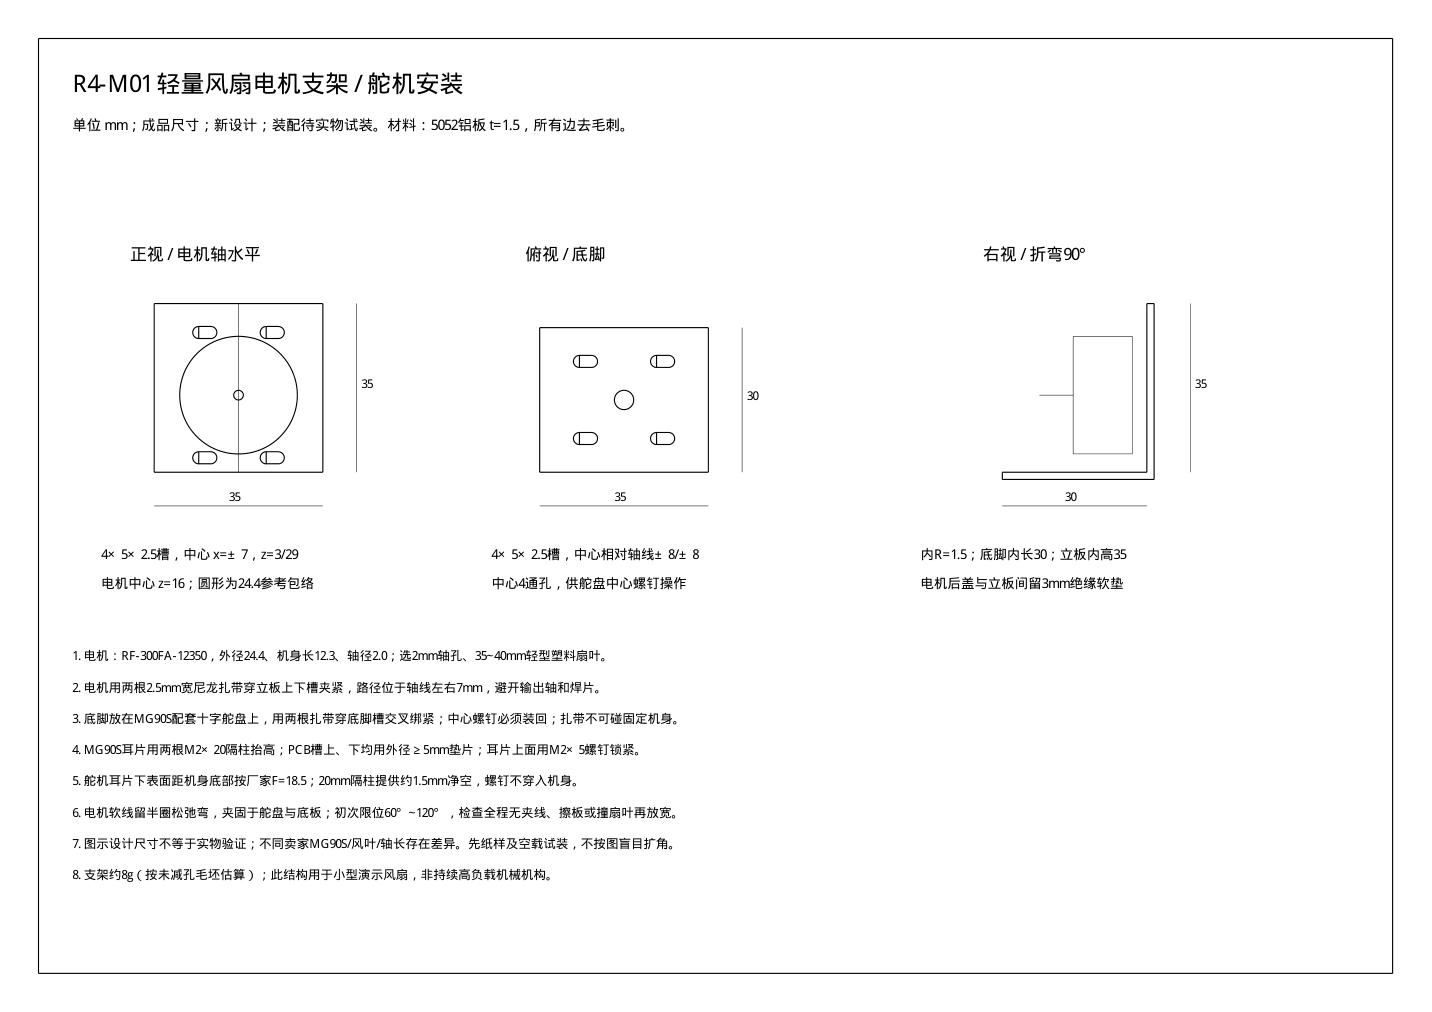 R4-M01 轻量风扇电机支架 / 舵机安装
单位 mm；成品尺寸；新设计；装配待实物试装。材料：5052铝板 t=1.5，所有边去毛刺。
正视 / 电机轴水平
俯视 / 底脚
右视 / 折弯90°
35
30
35
35
35
30
4× 5× 2.5槽，中心 x=± 7，z=3/29
电机中心 z=16；圆形为24.4参考包络
4× 5× 2.5槽，中心相对轴线± 8/± 8
中心4通孔，供舵盘中心螺钉操作
内R=1.5；底脚内长30；立板内高35
电机后盖与立板间留3mm绝缘软垫
1. 电机：RF-300FA-12350，外径24.4、机身长12.3、轴径2.0；选2mm轴孔、35~40mm轻型塑料扇叶。
2. 电机用两根2.5mm宽尼龙扎带穿立板上下槽夹紧，路径位于轴线左右7mm，避开输出轴和焊片。
3. 底脚放在MG90S配套十字舵盘上，用两根扎带穿底脚槽交叉绑紧；中心螺钉必须装回；扎带不可碰固定机身。
4. MG90S耳片用两根M2× 20隔柱抬高；PCB槽上、下均用外径 ≥ 5mm垫片；耳片上面用M2× 5螺钉锁紧。
5. 舵机耳片下表面距机身底部按厂家F=18.5；20mm隔柱提供约1.5mm净空，螺钉不穿入机身。
6. 电机软线留半圈松弛弯，夹固于舵盘与底板；初次限位60° ~120° ，检查全程无夹线、擦板或撞扇叶再放宽。
7. 图示设计尺寸不等于实物验证；不同卖家MG90S/风叶/轴长存在差异。先纸样及空载试装，不按图盲目扩角。
8. 支架约8g（按未减孔毛坯估算）；此结构用于小型演示风扇，非持续高负载机械机构。